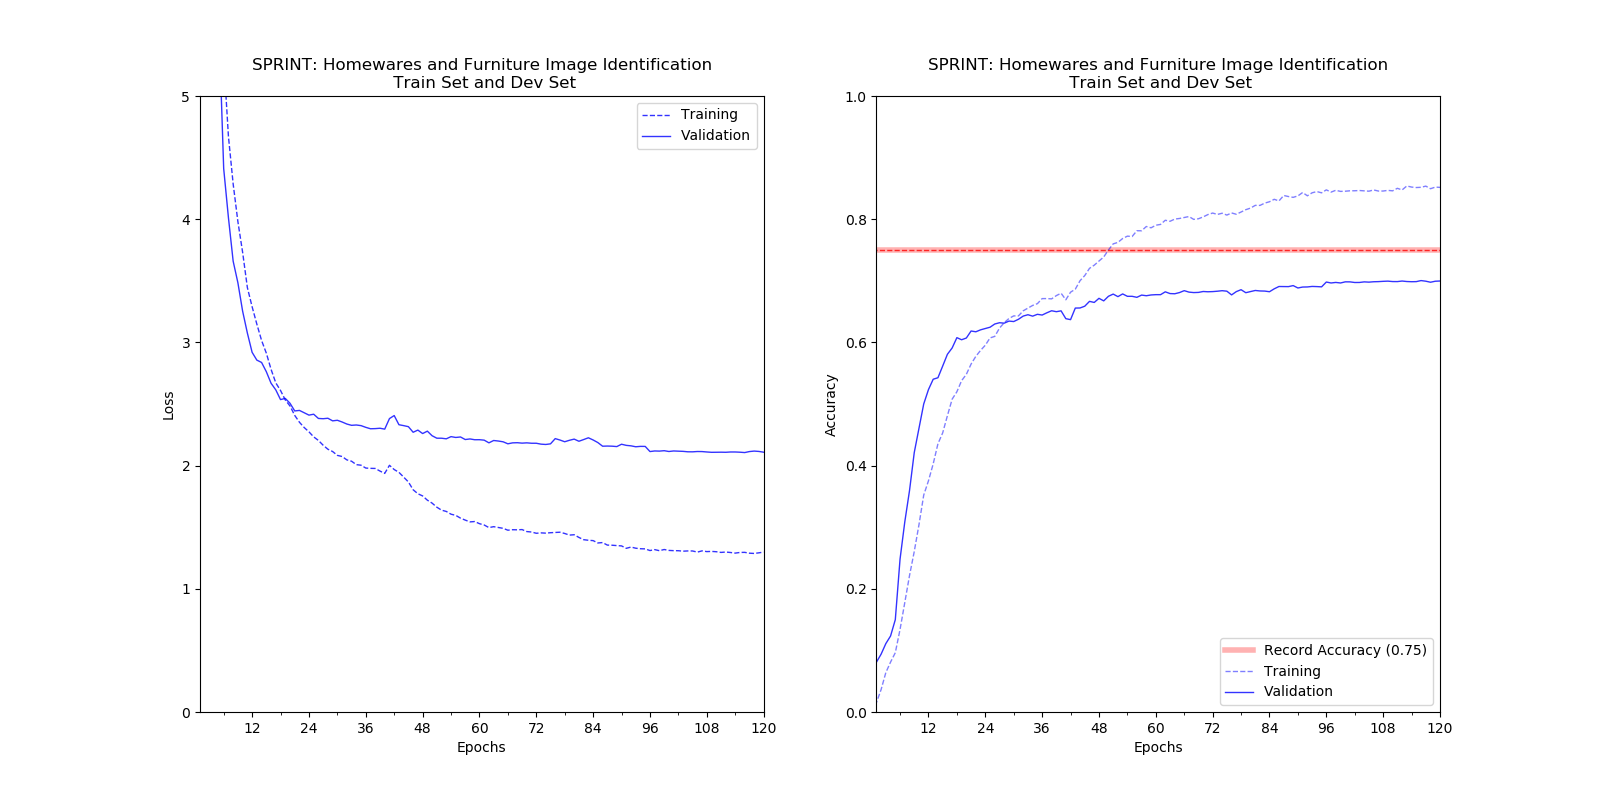 SPRINT: Homewares and Furniture Image Identification
Train Set and Dev Set
5
4
3
2
1
0
Loss
Training
Validation
12 24 36 48 60 72 84 96 108 120
Epochs
SPRINT: Homewares and Furniture Image Identification
Train Set and Dev Set
1.0
0.8
0.6
0.4
0.2
0.0
Accuracy
Record Accuracy (0.75)
Training
Validation
12 24 36 48 60 72 84 96 108 120
Epochs